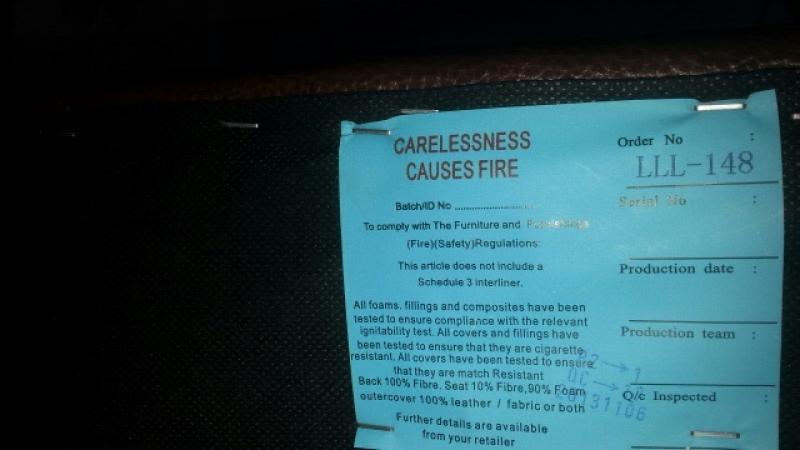 CARELESSNESS
CAUSES FIRE
Batch/ID No ..................
To comply with The Furniture and Furnishings
(Fire)(Safety)Regulations:
This article does not include a
Schedule 3 interliner.
All foams. fillings and composites have been
tested to ensure compliance with the relevant
ignitability test. All covers and fillings have
been tested to ensure that they are cigarette
resistant. All covers have been tested to ensure
that they are match Resistant
Back 100% Fibre. Seat 10% Fibre,90% Foam
outercover 100% leather / fabric or both
Further details are available
from your retailer
Order No :
LLL-148
Serial No :
Production date :
Production team :
Q/c Inspected :
QC
20131106